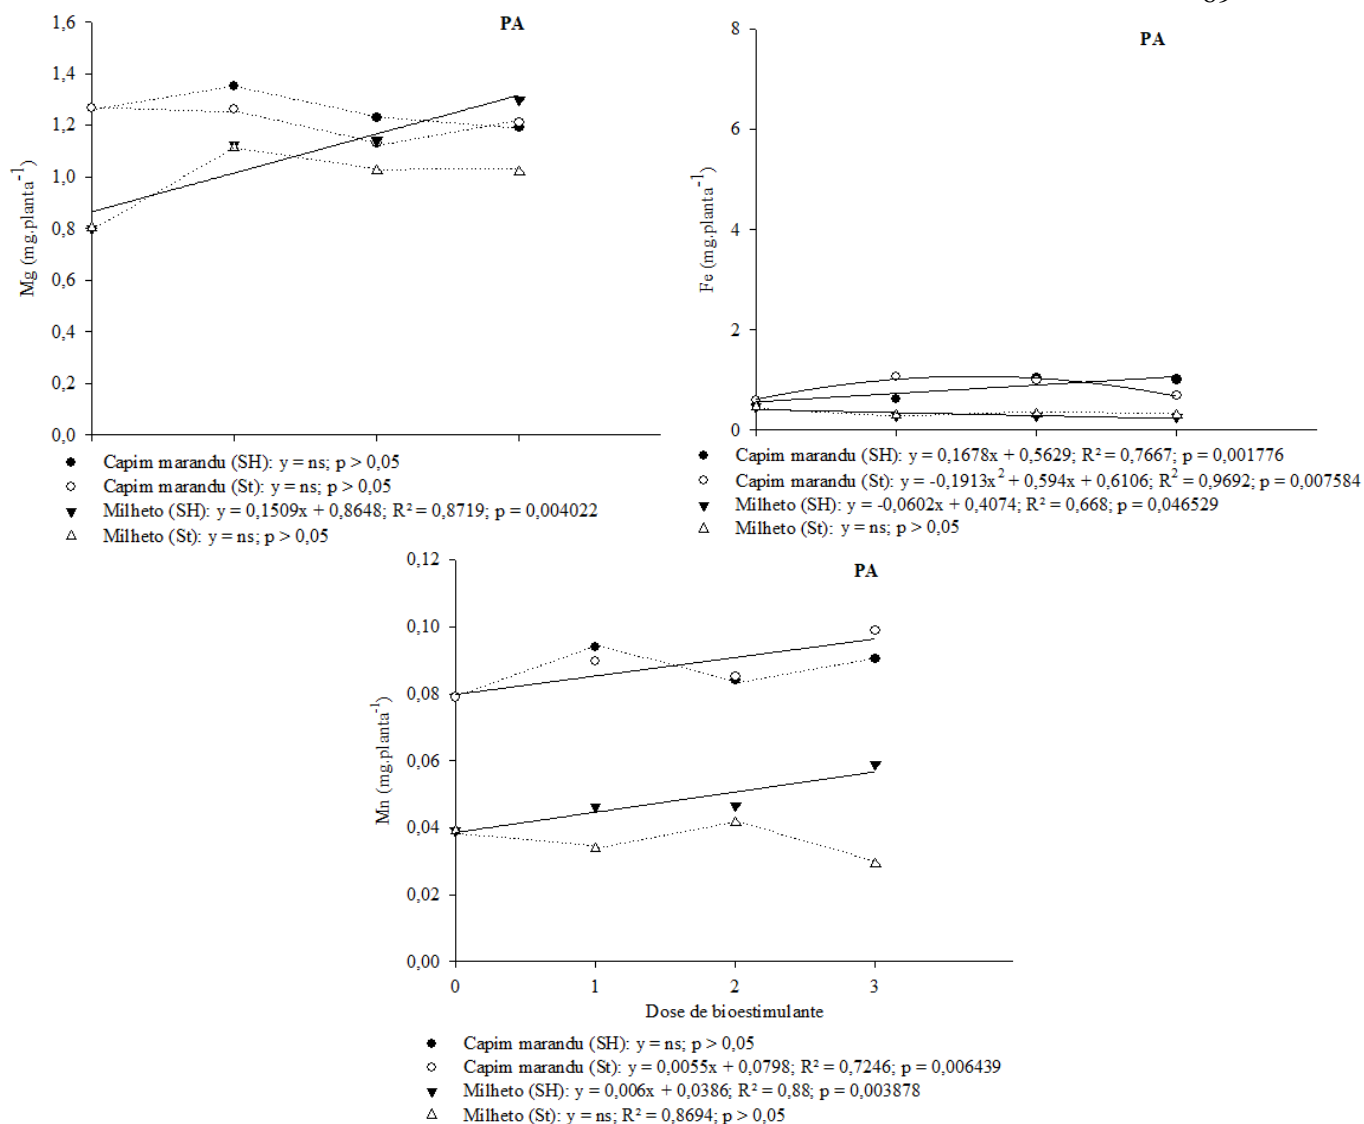 PA
1,6
1,4
1,2
1,0
0,8
0,6
0,4
0,2
0,0
Mg (mg.planta⁻¹)
Capim marandu (SH): y = ns; p > 0,05
Capim marandu (St): y = ns; p > 0,05
Milheto (SH): y = 0,1509x + 0,8648; R² = 0,8719; p = 0,004022
Milheto (St): y = ns; p > 0,05
PA
8
6
4
2
0
Fe (mg.planta⁻¹)
Capim marandu (SH): y = 0,1678x + 0,5629; R² = 0,7667; p = 0,001776
Capim marandu (St): y = -0,1913x² + 0,594x + 0,6106; R² = 0,9692; p = 0,007584
Milheto (SH): y = -0,0602x + 0,4074; R² = 0,668; p = 0,046529
Milheto (St): y = ns; p > 0,05
PA
0,12
0,10
0,08
0,06
0,04
0,02
0,00
Mn (mg.planta⁻¹)
0 1 2 3
Dose de bioestimulante
Capim marandu (SH): y = ns; p > 0,05
Capim marandu (St): y = 0,0055x + 0,0798; R² = 0,7246; p = 0,006439
Milheto (SH): y = 0,006x + 0,0386; R² = 0,88; p = 0,003878
Milheto (St): y = ns; R² = 0,8694; p > 0,05